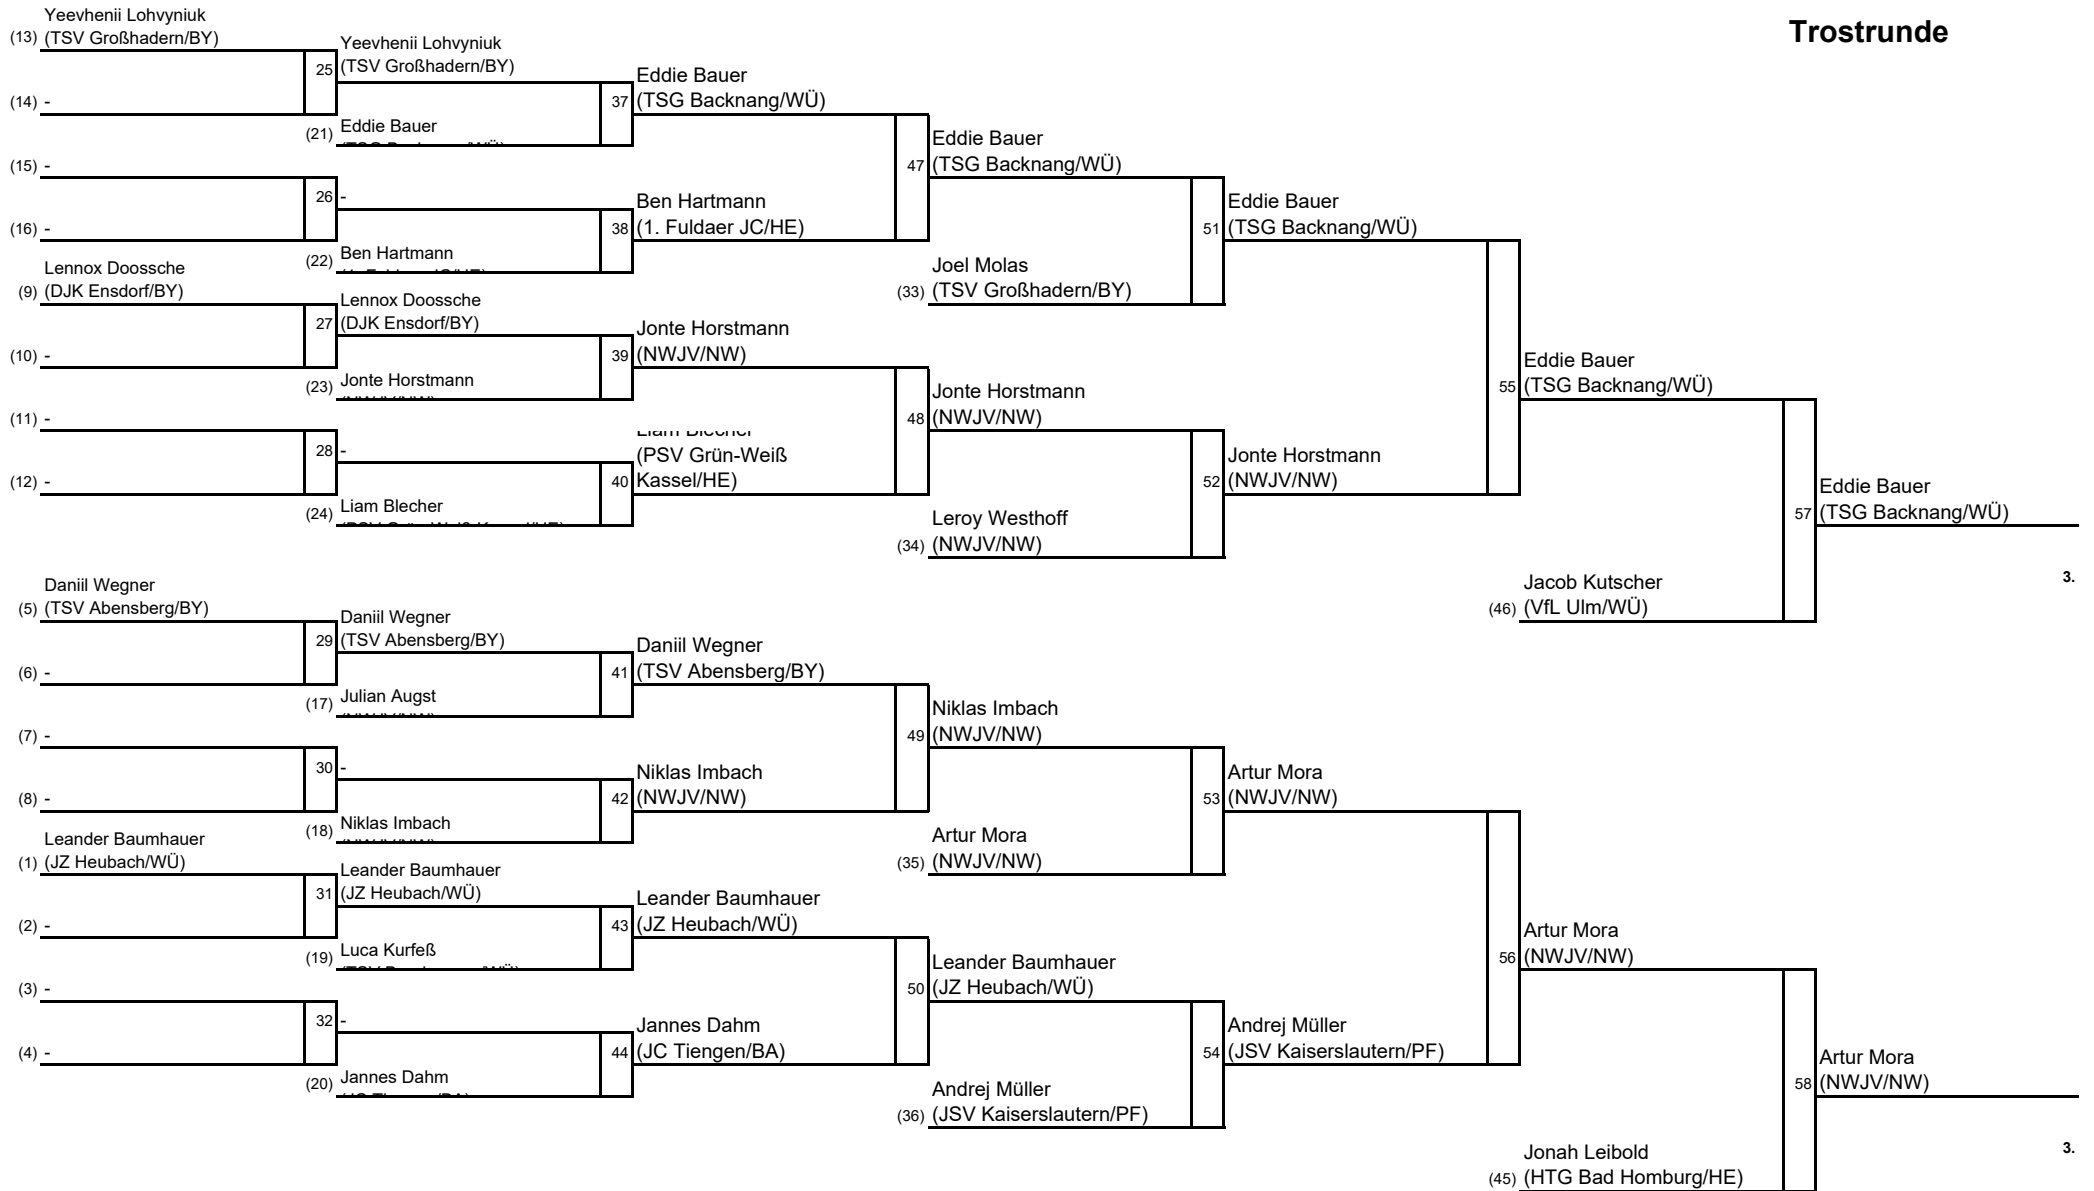 Trostrunde
Yeevhenii Lohvyniuk
(13) (TSV Großhadern/BY)
25
Yeevhenii Lohvyniuk
(TSV Großhadern/BY)
(14) -
(21) Eddie Bauer
37
Eddie Bauer
(TSG Backnang/WÜ)
(15) -
26 -
(16) -
(22) Ben Hartmann
38
Ben Hartmann
(1. Fuldaer JC/HE)
47
Eddie Bauer
(TSG Backnang/WÜ)
Joel Molas
(33) (TSV Großhadern/BY)
51
Eddie Bauer
(TSG Backnang/WÜ)
Lennox Doossche
(9) (DJK Ensdorf/BY)
27
Lennox Doossche
(DJK Ensdorf/BY)
(10) -
(23) Jonte Horstmann
39
Jonte Horstmann
(NWJV/NW)
(11) -
28 -
(12) -
(24) Liam Blecher
40
Liam Blecher
(PSV Grün-Weiß
Kassel/HE)
48
Jonte Horstmann
(NWJV/NW)
Leroy Westhoff
(34) (NWJV/NW)
52
Jonte Horstmann
(NWJV/NW)
55
Eddie Bauer
(TSG Backnang/WÜ)
Jacob Kutscher
(46) (VfL Ulm/WÜ)
57
Eddie Bauer
(TSG Backnang/WÜ)
3.
Daniil Wegner
(5) (TSV Abensberg/BY)
29
Daniil Wegner
(TSV Abensberg/BY)
(6) -
(17) Julian Augst
41
Daniil Wegner
(TSV Abensberg/BY)
(7) -
30 -
(8) -
(18) Niklas Imbach
42
Niklas Imbach
(NWJV/NW)
49
Niklas Imbach
(NWJV/NW)
Artur Mora
(35) (NWJV/NW)
53
Artur Mora
(NWJV/NW)
Leander Baumhauer
(1) (JZ Heubach/WÜ)
31
Leander Baumhauer
(JZ Heubach/WÜ)
(2) -
(19) Luca Kurfeß
43
Leander Baumhauer
(JZ Heubach/WÜ)
(3) -
32 -
(4) -
(20) Jannes Dahm
44
Jannes Dahm
(JC Tiengen/BA)
50
Leander Baumhauer
(JZ Heubach/WÜ)
Andrej Müller
(36) (JSV Kaiserslautern/PF)
54
Andrej Müller
(JSV Kaiserslautern/PF)
56
Artur Mora
(NWJV/NW)
Jonah Leibold
(45) (HTG Bad Homburg/HE)
58
Artur Mora
(NWJV/NW)
3.